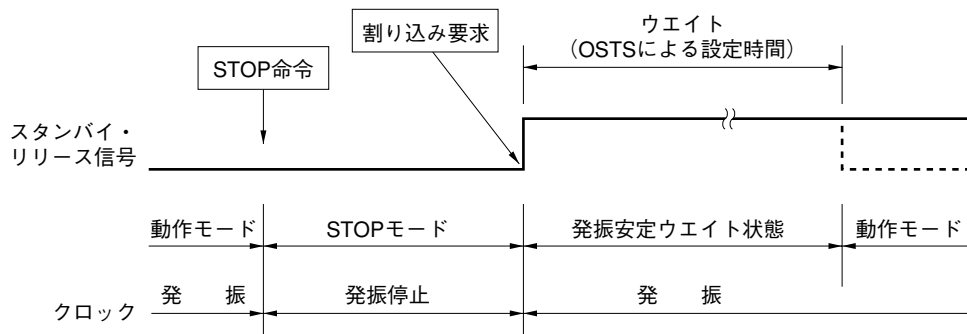 ウエイト
（OSTSによる設定時間）
割り込み要求
STOP命令
スタンバイ・
リリース信号
動作モード
STOPモード
発振安定ウエイト状態
動作モード
クロック
発　振
発振停止
発　振